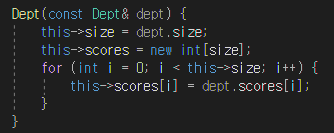 Dept(const Dept& dept) {
    this->size = dept.size;
    this->scores = new int[size];
    for (int i = 0; i < this->size; i++) {
        this->scores[i] = dept.scores[i];
    }
}